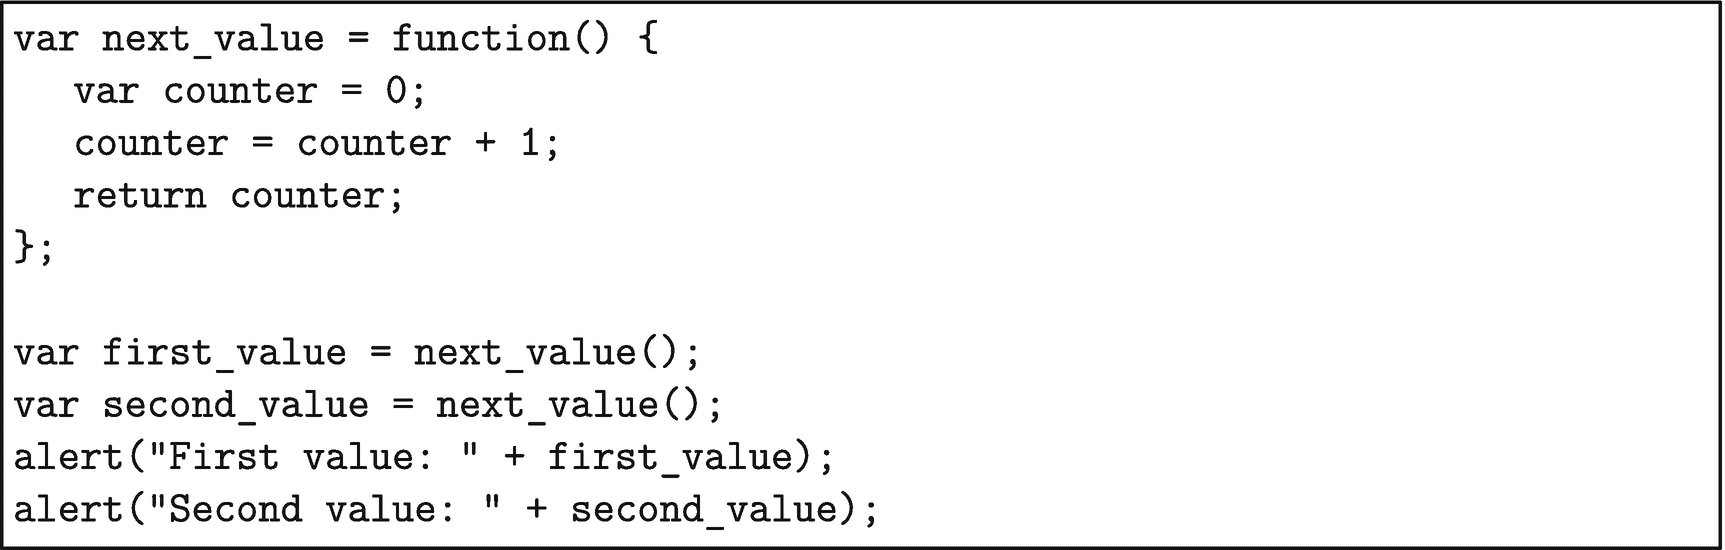 var next_value = function() {
   var counter = 0;
   counter = counter + 1;
   return counter;
};

var first_value = next_value();
var second_value = next_value();
alert("First value: " + first_value);
alert("Second value: " + second_value);